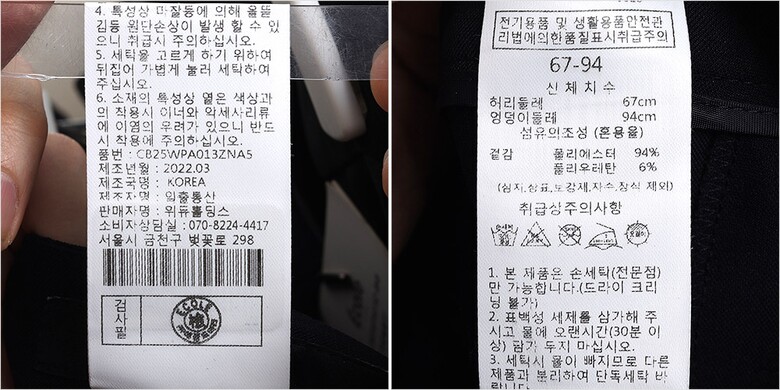 4. 특성상 마찰등에 의해 올뜯
김등 원단손상이 발생 할 수 있
으니 취급시 주의하십시오.
5. 세탁을 고르게 하기 위하여
뒤집어 가볍게 눌러 세탁하여
주십시오.
6. 소재의 특성상 옅은 색상과
의 착용시 이너와 악세사리류
에 이염의 우려가 있으니 반드
시 착용에 주의하십시오.
품번 : CB25WPA013ZNA5
제조년월 : 2022.03
제조국명 : KOREA
제조자명 : 일출통산
판매자명 : 위뜨홀딩스
소비자상담실 : 070-8224-4417
서울시 금천구 벚꽃로 298
검사필
ECOLE
전기용품 및 생활용품안전관
리법에의한품질표시취급주의
67-94
신체치수
허리둘레 67cm
엉덩이둘레 94cm
섬유의조성 (혼용율)
겉감 폴리에스터 94%
폴리우레탄 6%
(심지,상표,보강재,자수,장식 제외)
취급상주의사항
1. 본 제품은 손세탁(전문점)
만 가능합니다.(드라이 크리
닝 불가)
2. 표백성 세제를 삼가해 주
시고 물에 오랜시간(30분 이
상) 담가 두지 마십시오.
3. 세탁시 물이 빠지므로 다른
제품과 분리하여 단독세탁 바
랍니다.